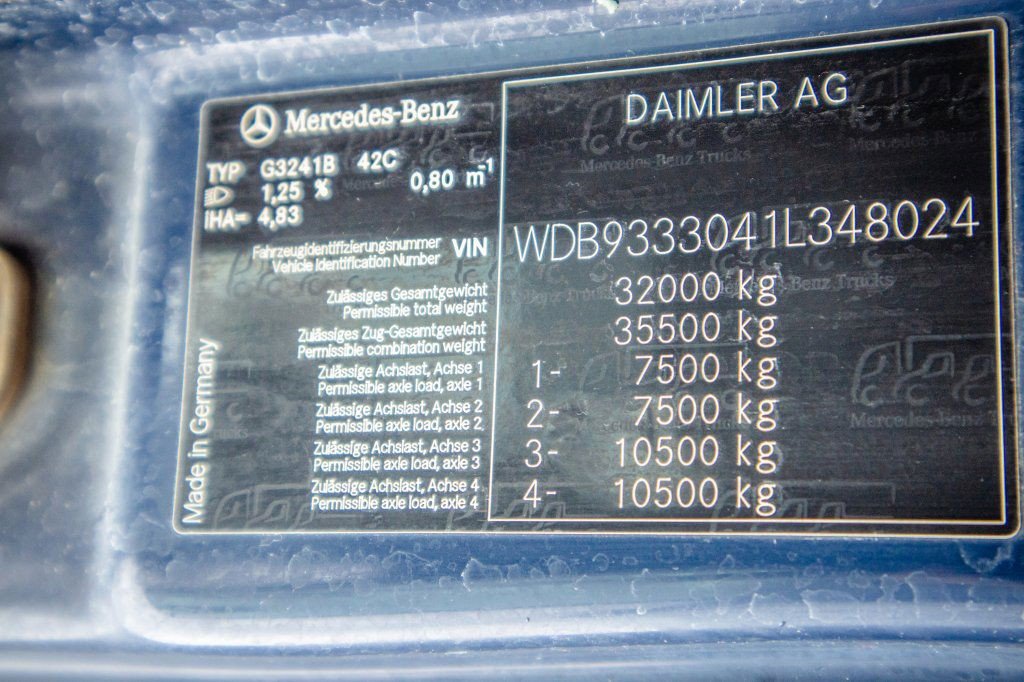 Mercedes-Benz
DAIMLER AG
TYP G3241B 42C
1,25 % 0,80 m⁻¹
iHA= 4,83
Fahrzeugidentifizierungsnummer
Vehicle Identification Number
VIN WDB9333041L348024
Zulässiges Gesamtgewicht
Permissible total weight
32000 kg
Zulässiges Zug-Gesamtgewicht
Permissible combination weight
35500 kg
Zulässige Achslast, Achse 1
Permissible axle load, axle 1
1- 7500 kg
Zulässige Achslast, Achse 2
Permissible axle load, axle 2
2- 7500 kg
Zulässige Achslast, Achse 3
Permissible axle load, axle 3
3- 10500 kg
Zulässige Achslast, Achse 4
Permissible axle load, axle 4
4- 10500 kg
Made in Germany
Mercedes-Benz Trucks